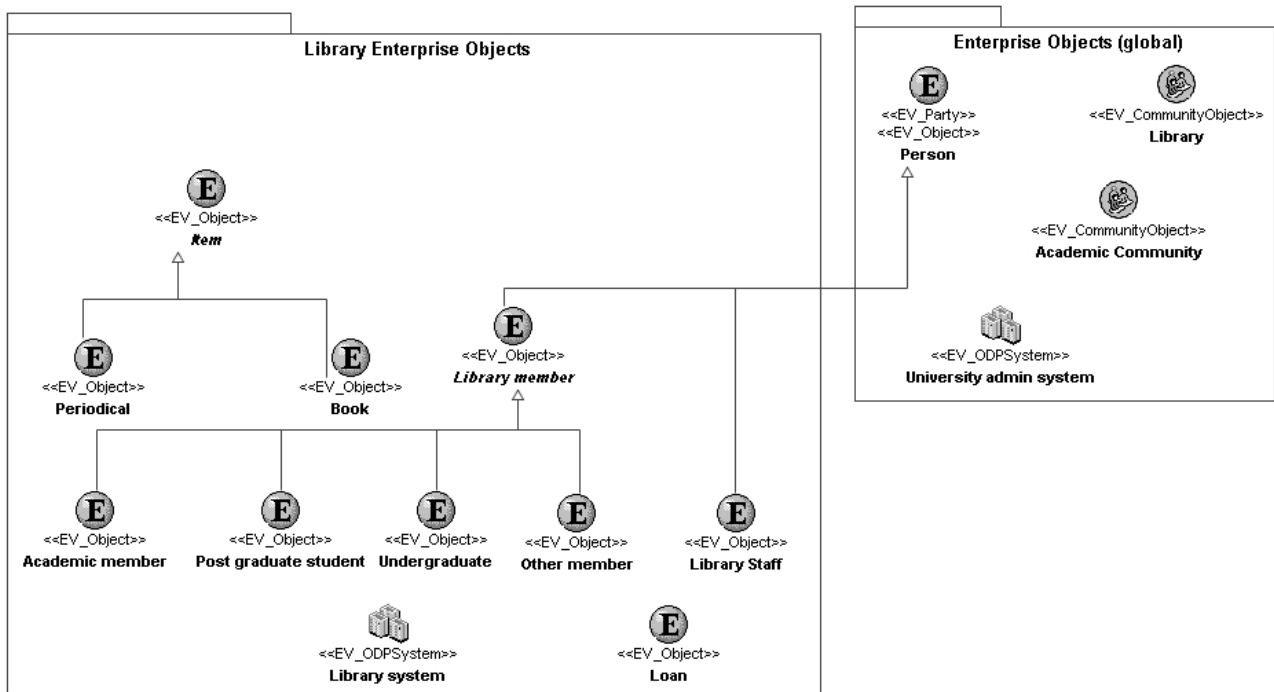 Library Enterprise Objects
Enterprise Objects (global)
E
<<EV_Party>>
<<EV_Object>>
Person
<<EV_CommunityObject>>
Library
E
<<EV_Object>>
Item
<<EV_CommunityObject>>
Academic Community
E
<<EV_Object>>
Periodical
E
<<EV_Object>>
Book
E
<<EV_Object>>
Library member
<<EV_ODPSystem>>
University admin system
E
<<EV_Object>>
Academic member
E
<<EV_Object>>
Post graduate student
E
<<EV_Object>>
Undergraduate
E
<<EV_Object>>
Other member
E
<<EV_Object>>
Library Staff
<<EV_ODPSystem>>
Library system
E
<<EV_Object>>
Loan